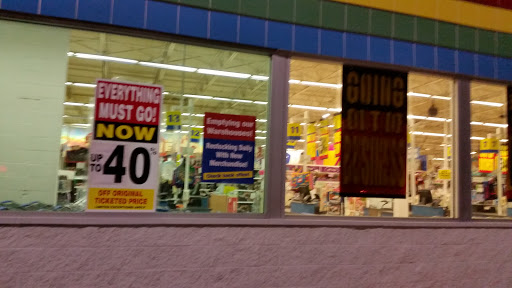 EVERYTHING
MUST GO!
NOW
UP TO 40%
OFF ORIGINAL
TICKETED PRICE
Emptying our
Warehouses!
Restocking Daily
With New
Merchandise!
GOING
OUT OF
BUSINESS